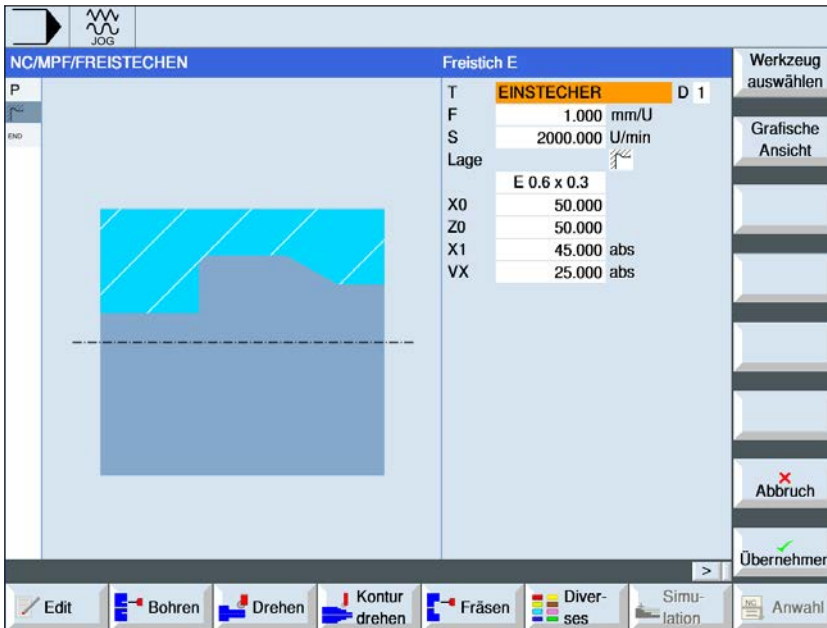 JOG
NC/MPF/FREISTECHEN
Freistich E
P
END
T EINSTECHER D 1
F 1.000 mm/U
S 2000.000 U/min
Lage
E 0.6 x 0.3
X0 50.000
Z0 50.000
X1 45.000 abs
VX 25.000 abs
Werkzeug
auswählen
Grafische
Ansicht
Abbruch
Übernehmer
>
Edit
Bohren
Drehen
Kontur
drehen
Fräsen
Diver-
ses
Simu-
lation
NC
Anwahl